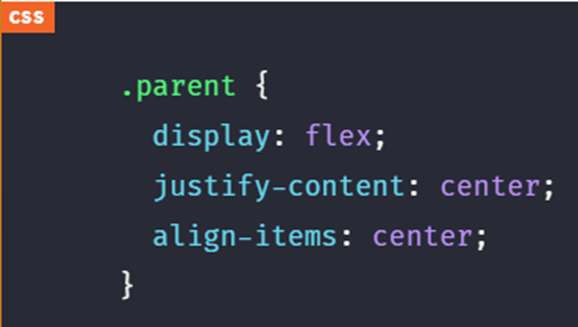 CSS
.parent {
display: flex;
justify-content: center;
align-items: center;
}